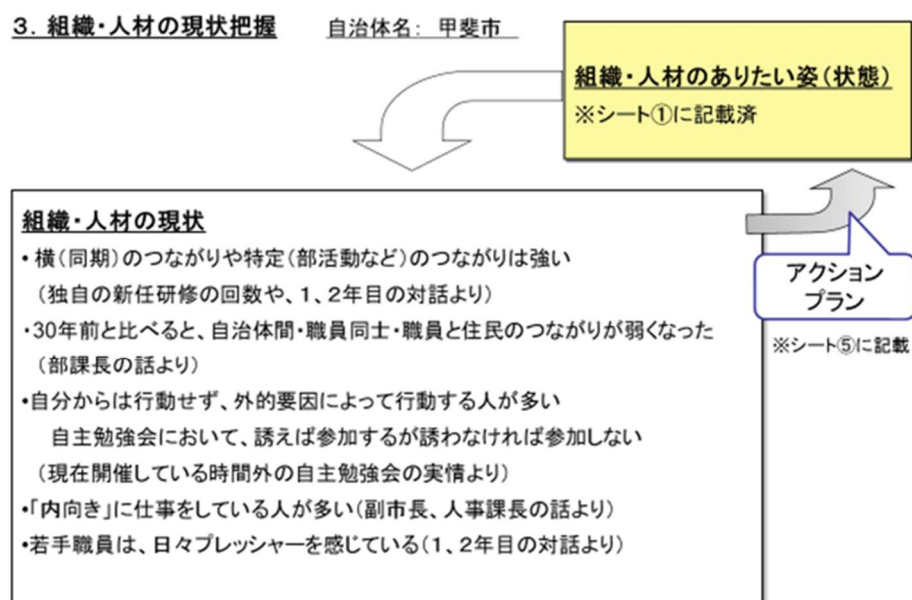 3．組織・人材の現状把握　自治体名：　甲斐市
組織・人材のありたい姿（状態）
※シート①に記載済
組織・人材の現状
• 横（同期）のつながりや特定（部活動など）のつながりは強い
（独自の新任研修の回数や、1、2年目の対話より）
・30年前と比べると、自治体間・職員同士・職員と住民のつながりが弱くなった
（部課長の話より）
•自分からは行動せず、外的要因によって行動する人が多い
自主勉強会において、誘えば参加するが誘わなければ参加しない
（現在開催している時間外の自主勉強会の実情より）
•「内向き」に仕事をしている人が多い（副市長、人事課長の話より）
•若手職員は、日々プレッシャーを感じている（1、2年目の対話より）
アクション
プラン
※シート⑤に記載